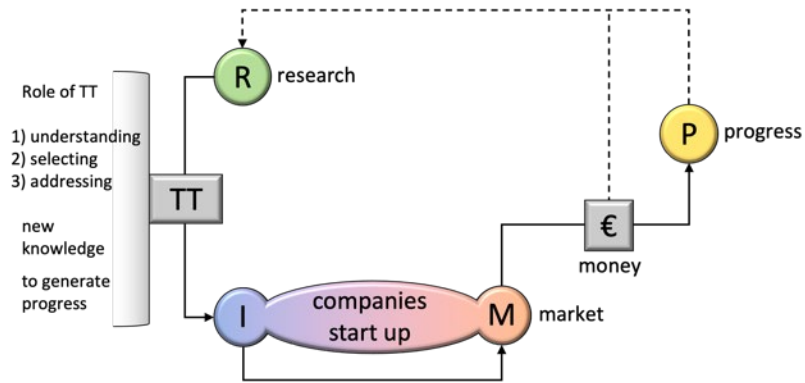 Role of TT
1) understanding
2) selecting
3) addressing
new
knowledge
to generate
progress
R
research
TT
I
companies
start up
M
market
€
money
P
progress